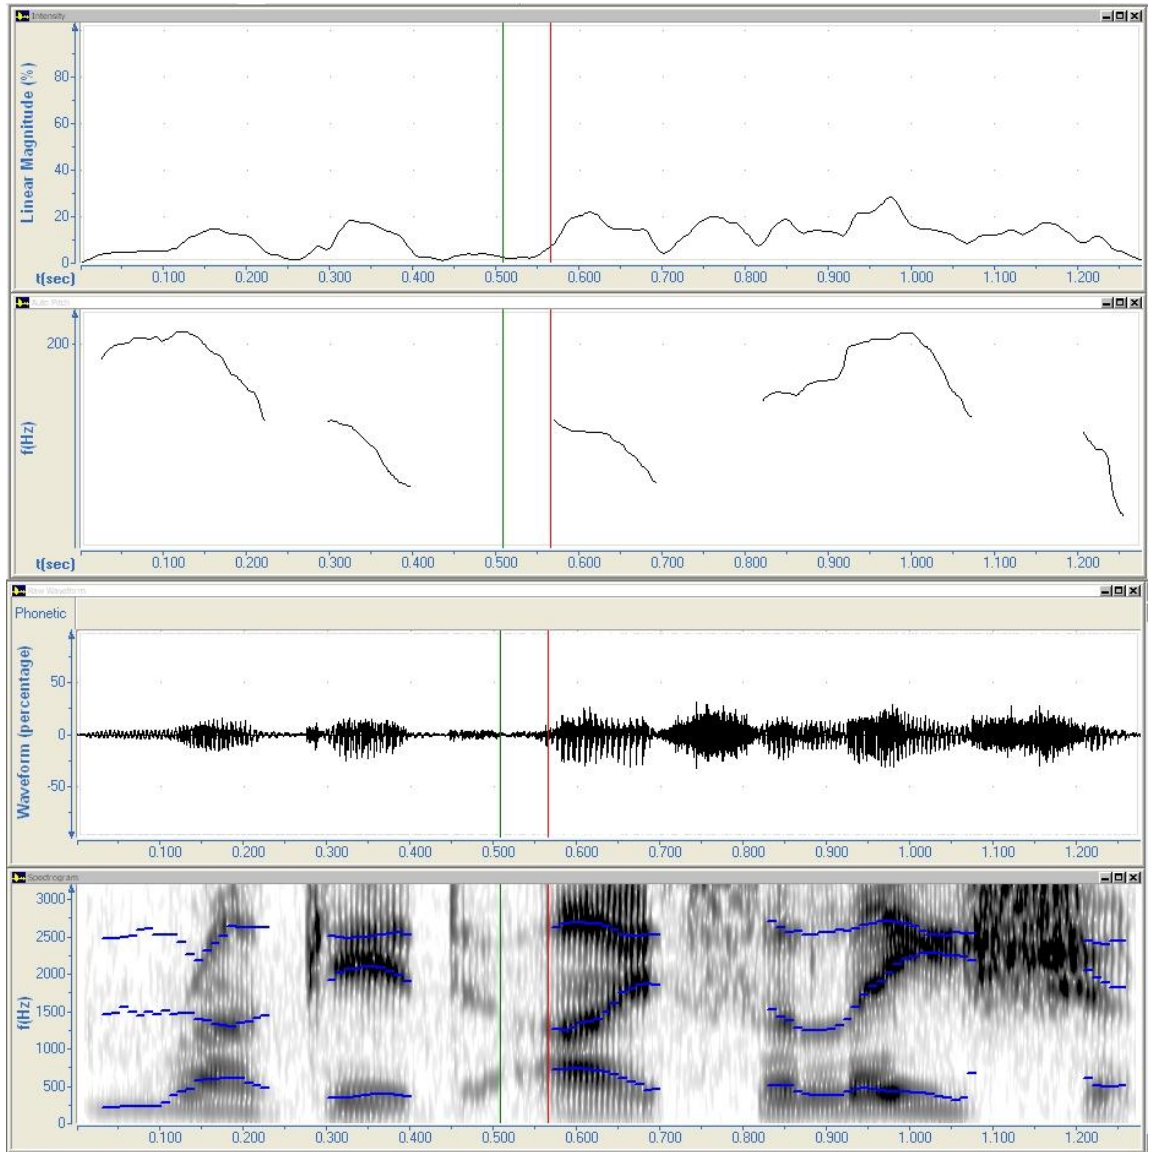 Intensity
Linear Magnitude (%)
80
60
40
20
0
t(sec)
0.100 0.200 0.300 0.400 0.500 0.600 0.700 0.800 0.900 1.000 1.100 1.200
Auto Pitch
f(Hz)
200
t(sec)
0.100 0.200 0.300 0.400 0.500 0.600 0.700 0.800 0.900 1.000 1.100 1.200
Raw Waveform
Phonetic
Waveform (percentage)
50
0
-50
0.100 0.200 0.300 0.400 0.500 0.600 0.700 0.800 0.900 1.000 1.100 1.200
Spectrogram
f(Hz)
3000
2500
2000
1500
1000
500
0
0.100 0.200 0.300 0.400 0.500 0.600 0.700 0.800 0.900 1.000 1.100 1.200